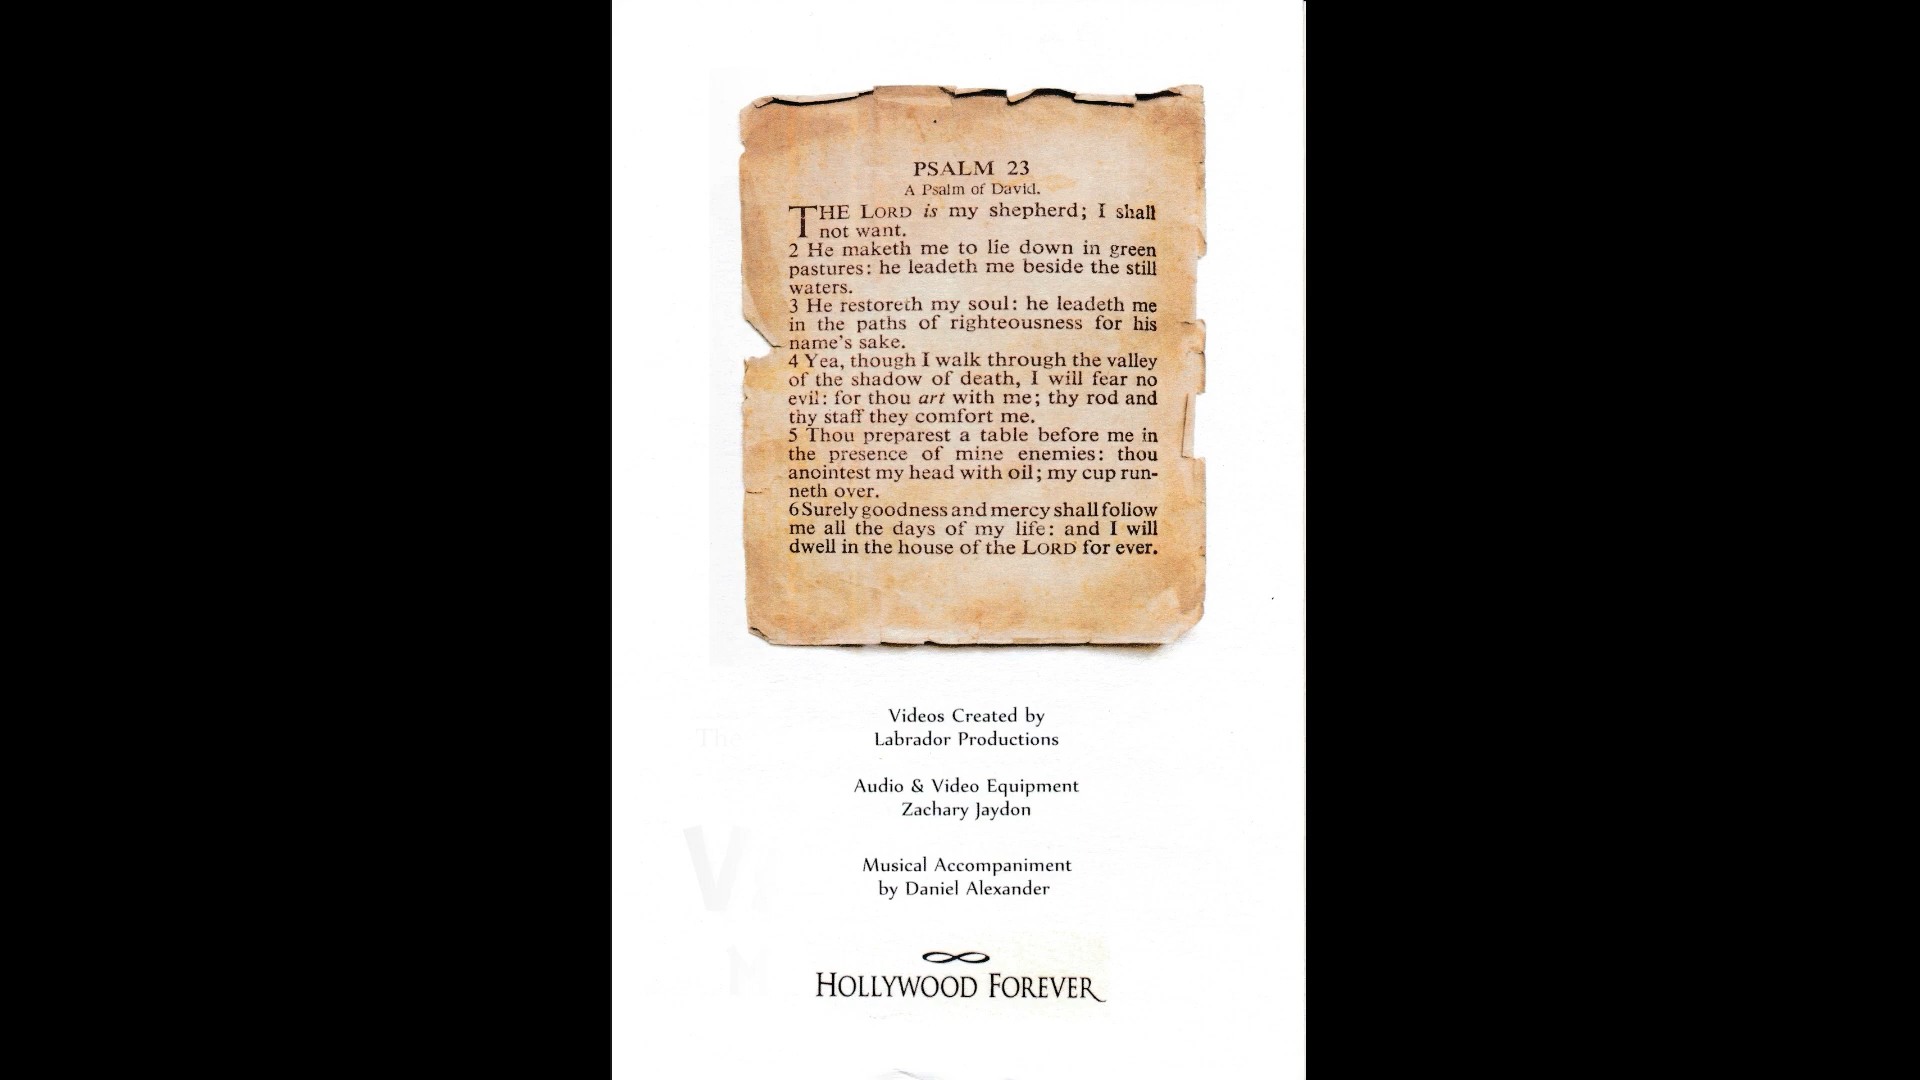 PSALM 23
A Psalm of David.
THE LORD is my shepherd; I shall
not want.
2 He maketh me to lie down in green
pastures: he leadeth me beside the still
waters.
3 He restoreth my soul: he leadeth me
in the paths of righteousness for his
name's sake.
4 Yea, though I walk through the valley
of the shadow of death, I will fear no
evil: for thou art with me; thy rod and
thy staff they comfort me.
5 Thou preparest a table before me in
the presence of mine enemies: thou
anointest my head with oil; my cup run-
neth over.
6 Surely goodness and mercy shall follow
me all the days of my life: and I will
dwell in the house of the LORD for ever.
Videos Created by
Labrador Productions
Audio & Video Equipment
Zachary Jaydon
Musical Accompaniment
by Daniel Alexander
HOLLYWOOD FOREVER